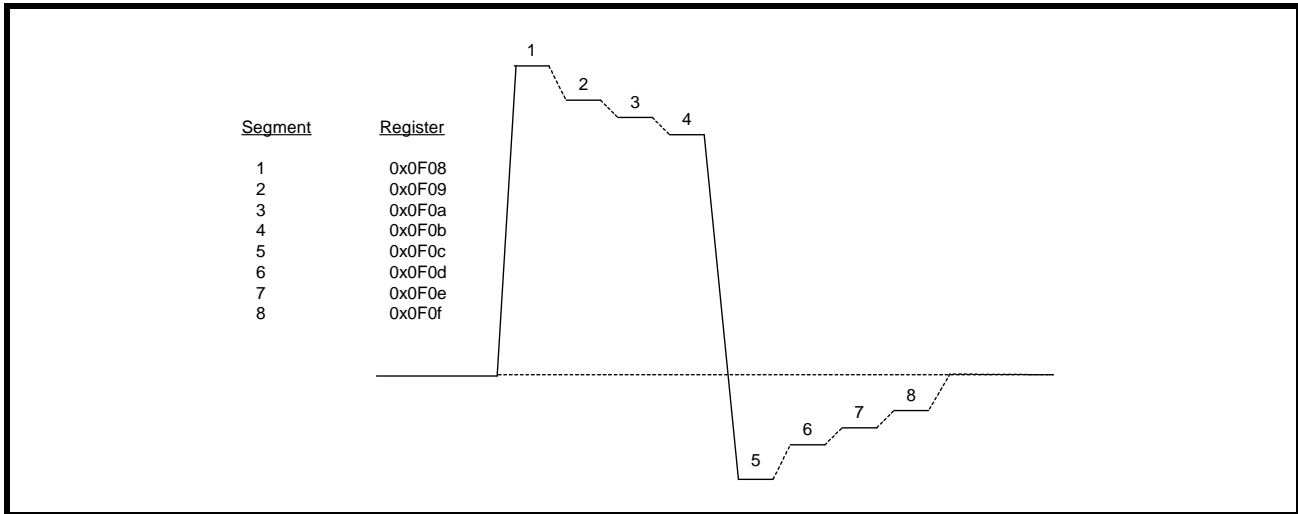 1
2
3
4
Segment Register
1 0x0F08
2 0x0F09
3 0x0F0a
4 0x0F0b
5 0x0F0c
6 0x0F0d
7 0x0F0e
8 0x0F0f
8
7
6
5